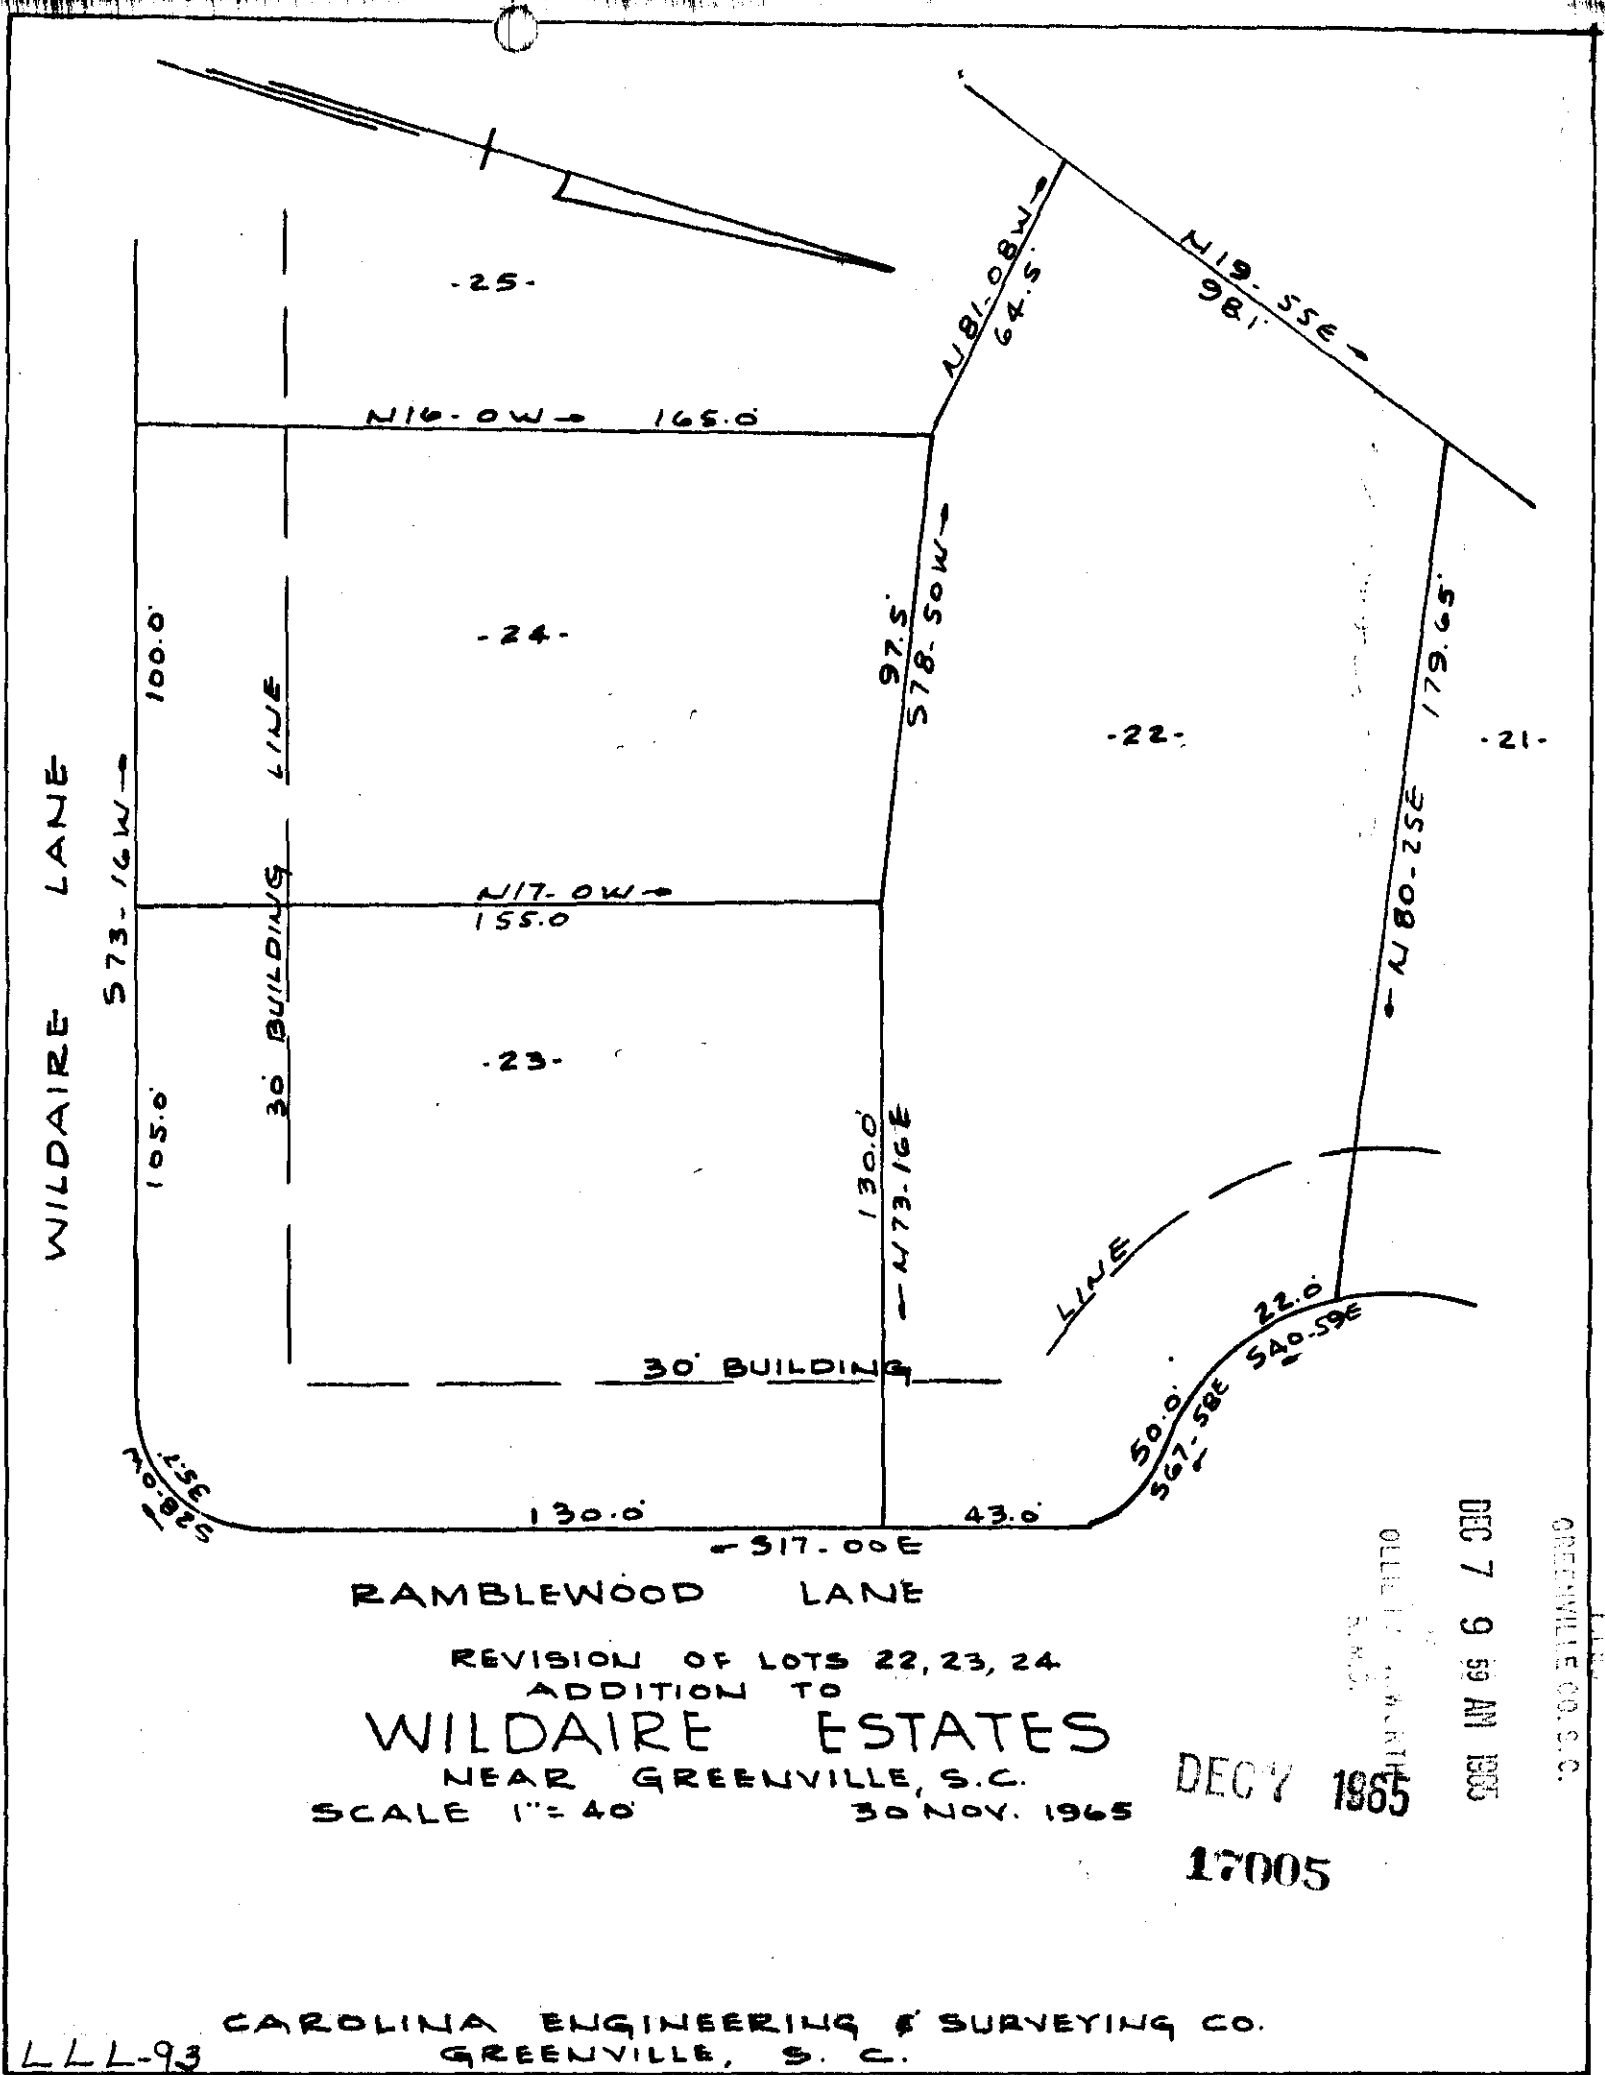 -25-
N81-08W
64.5'
N19-55E
98.1'
N16-0W 165.0'
100.0'
-24-
97.5'
S78-50W
-22-
179.65'
N80-25E
-21-
WILDAIRE LANE
S73-16W
30' BUILDING LINE
N17-0W
155.0
-23-
105.0'
130.0'
N73-16E
LINE
30' BUILDING
22.0'
S40-59E
50.0'
S67-58E
35.7'
S28-0W
130.0'
43.0'
S17-00E
RAMBLEWOOD LANE
REVISION OF LOTS 22, 23, 24
ADDITION TO
WILDAIRE ESTATES
NEAR GREENVILLE, S.C.
SCALE 1"= 40'
30 NOV. 1965
GREENVILLE CO. S.C.
DEC 7 9 59 AM 1965
OLLIE
R.M.C.
DEC 7 1965
17005
CAROLINA ENGINEERING & SURVEYING CO.
GREENVILLE, S. C.
LLL-93